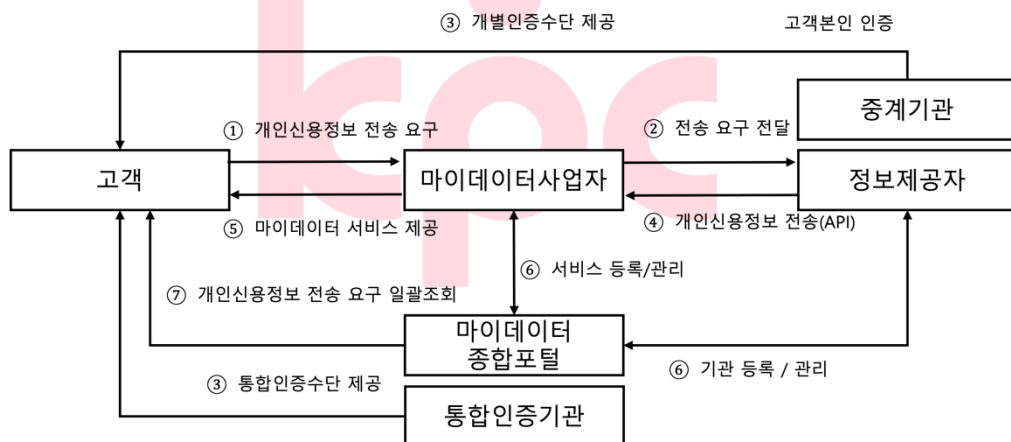 ③ 개별인증수단 제공
고객본인 인증
중계기관
① 개인신용정보 전송 요구
② 전송 요구 전달
고객
마이데이터사업자
정보제공자
⑤ 마이데이터 서비스 제공
④ 개인신용정보 전송(API)
⑥ 서비스 등록/관리
⑦ 개인신용정보 전송 요구 일괄조회
마이데이터
종합포털
⑥ 기관 등록 / 관리
③ 통합인증수단 제공
통합인증기관
kpc